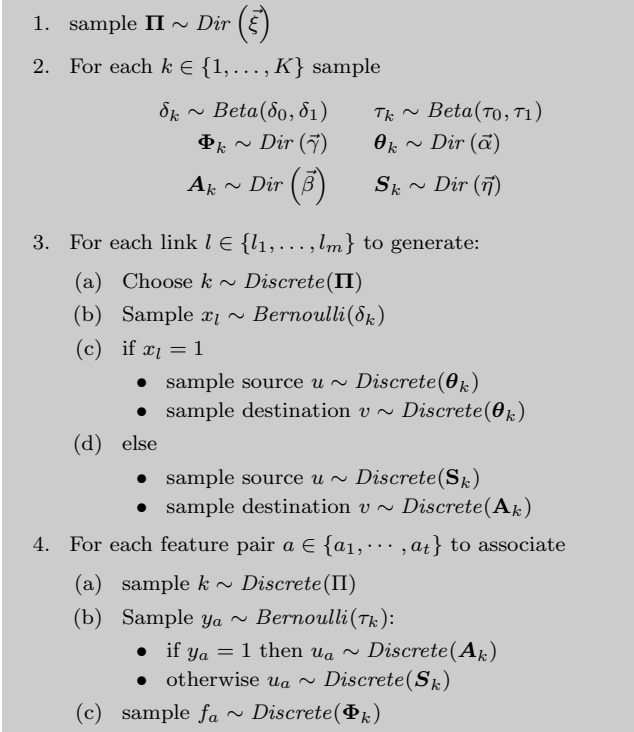 1. sample Π ∼ Dir(ξ⃗)
2. For each k ∈ {1, . . . , K} sample
δₖ ∼ Beta(δ₀, δ₁) τₖ ∼ Beta(τ₀, τ₁)
Φₖ ∼ Dir(γ⃗) θₖ ∼ Dir(α⃗)
Aₖ ∼ Dir(β⃗) Sₖ ∼ Dir(η⃗)
3. For each link l ∈ {l₁, . . . , lₘ} to generate:
(a) Choose k ∼ Discrete(Π)
(b) Sample xₗ ∼ Bernoulli(δₖ)
(c) if xₗ = 1
• sample source u ∼ Discrete(θₖ)
• sample destination v ∼ Discrete(θₖ)
(d) else
• sample source u ∼ Discrete(Sₖ)
• sample destination v ∼ Discrete(Aₖ)
4. For each feature pair a ∈ {a₁, · · · , aₜ} to associate
(a) sample k ∼ Discrete(Π)
(b) Sample yₐ ∼ Bernoulli(τₖ):
• if yₐ = 1 then uₐ ∼ Discrete(Aₖ)
• otherwise uₐ ∼ Discrete(Sₖ)
(c) sample fₐ ∼ Discrete(Φₖ)